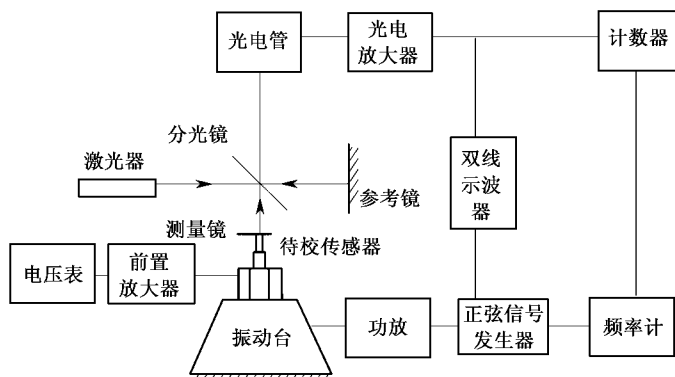 光电管
光电
放大器
计数器
分光镜
激光器
双线
示波
器
参考镜
测量镜
待校传感器
电压表
前置
放大器
振动台
功放
正弦信号
发生器
频率计